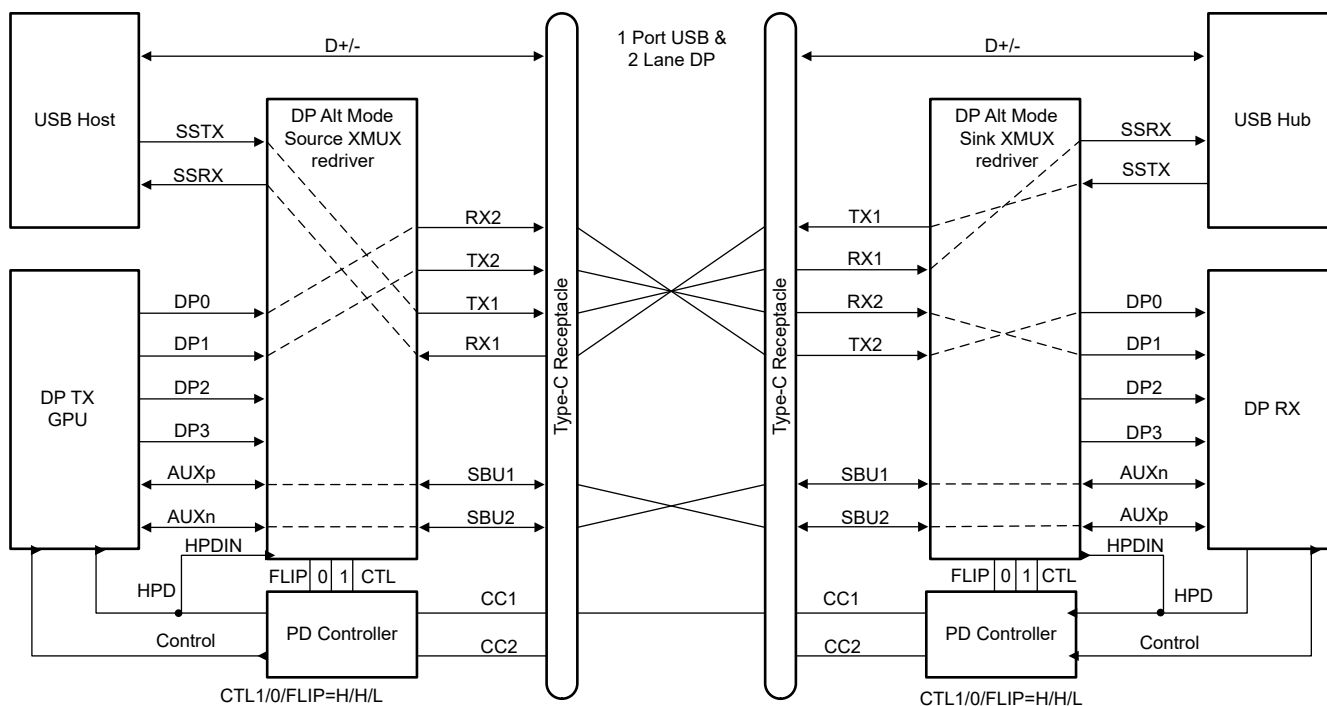 D+/-
1 Port USB &
2 Lane DP
D+/-
USB Host
DP Alt Mode
Source XMUX
redriver
DP Alt Mode
Sink XMUX
redriver
USB Hub
SSTX
SSRX
SSRX
SSTX
RX2
TX2
TX1
RX1
TX1
RX1
RX2
TX2
Type-C Receptacle
Type-C Receptacle
DP TX
GPU
DP0
DP1
DP2
DP3
AUXp
AUXn
DP0
DP1
DP2
DP3
AUXn
AUXp
DP RX
SBU1
SBU2
SBU1
SBU2
HPDIN
HPDIN
FLIP 0 1 CTL
FLIP 0 1 CTL
HPD
HPD
CC1
CC2
CC1
CC2
Control
Control
PD Controller
PD Controller
CTL1/0/FLIP=H/H/L
CTL1/0/FLIP=H/H/L